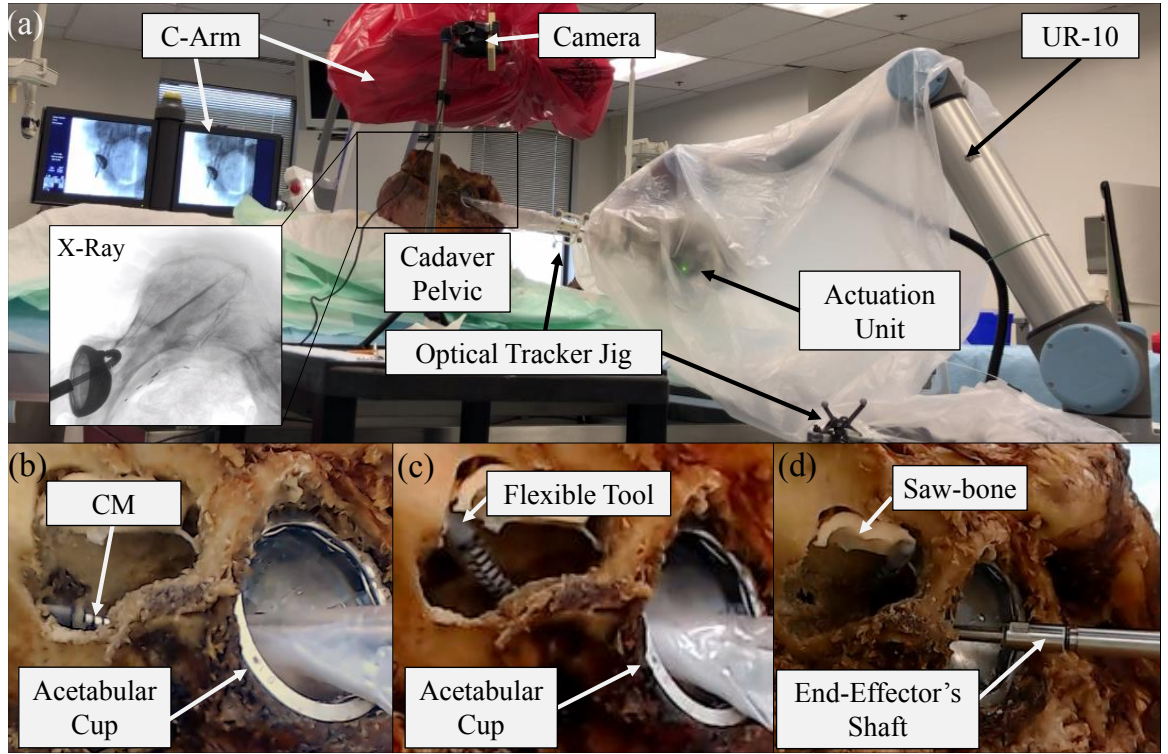 (a)
C-Arm
Camera
UR-10
X-Ray
Cadaver
Pelvic
Actuation
Unit
Optical Tracker Jig
(b)
CM
Acetabular
Cup
(c)
Flexible Tool
Acetabular
Cup
(d)
Saw-bone
End-Effector's
Shaft